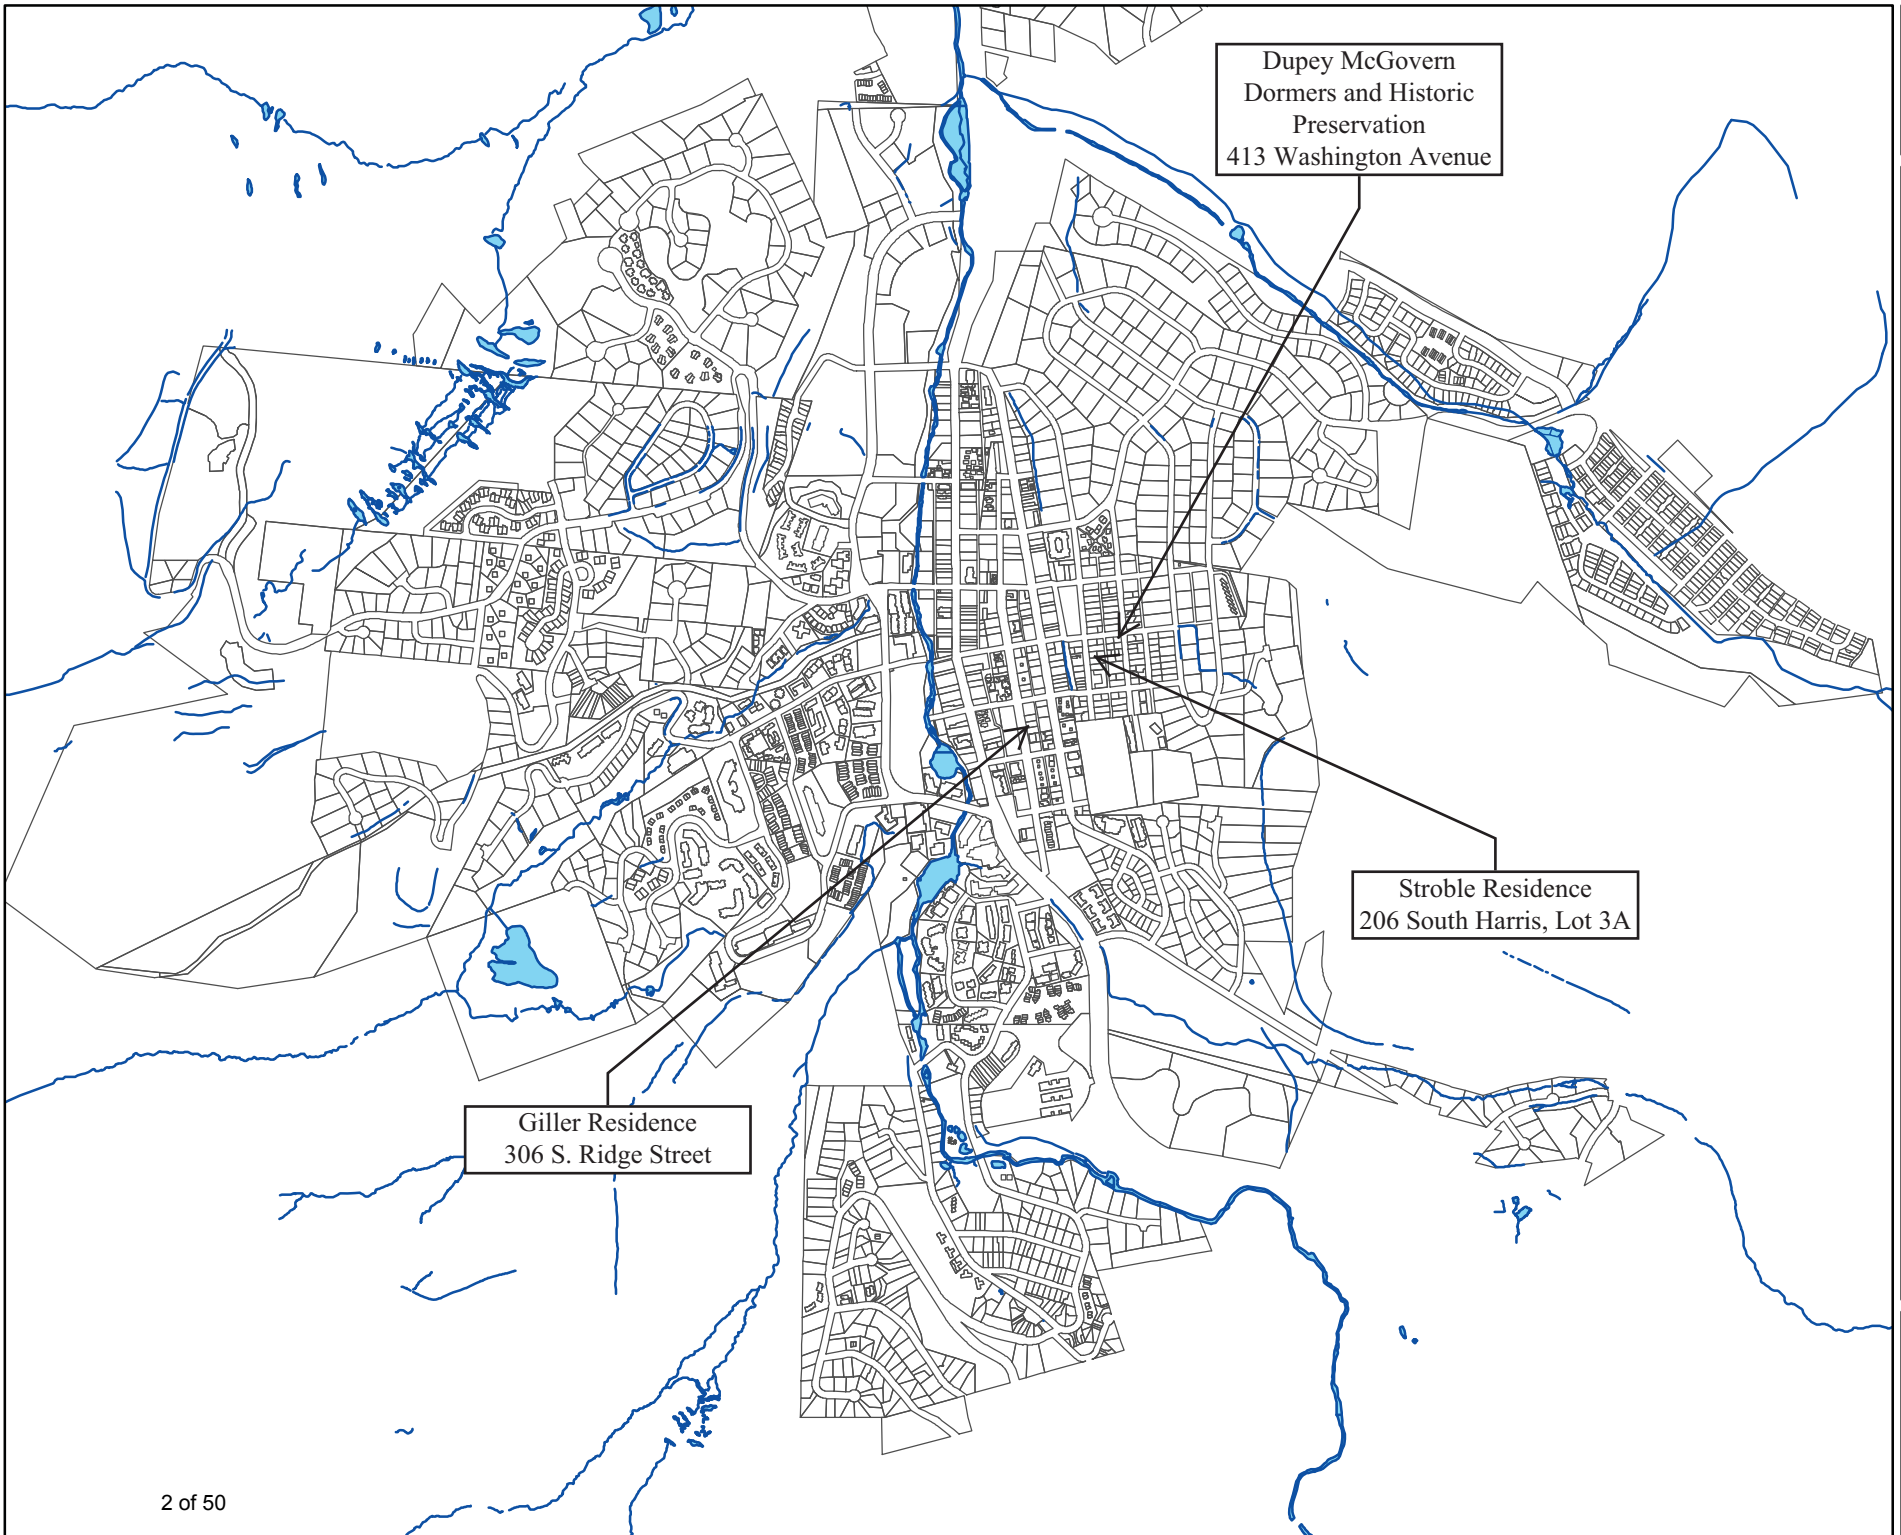 Dupey McGovern
Dormers and Historic
Preservation
413 Washington Avenue
Stroble Residence
206 South Harris, Lot 3A
Giller Residence
306 S. Ridge Street
2 of 50